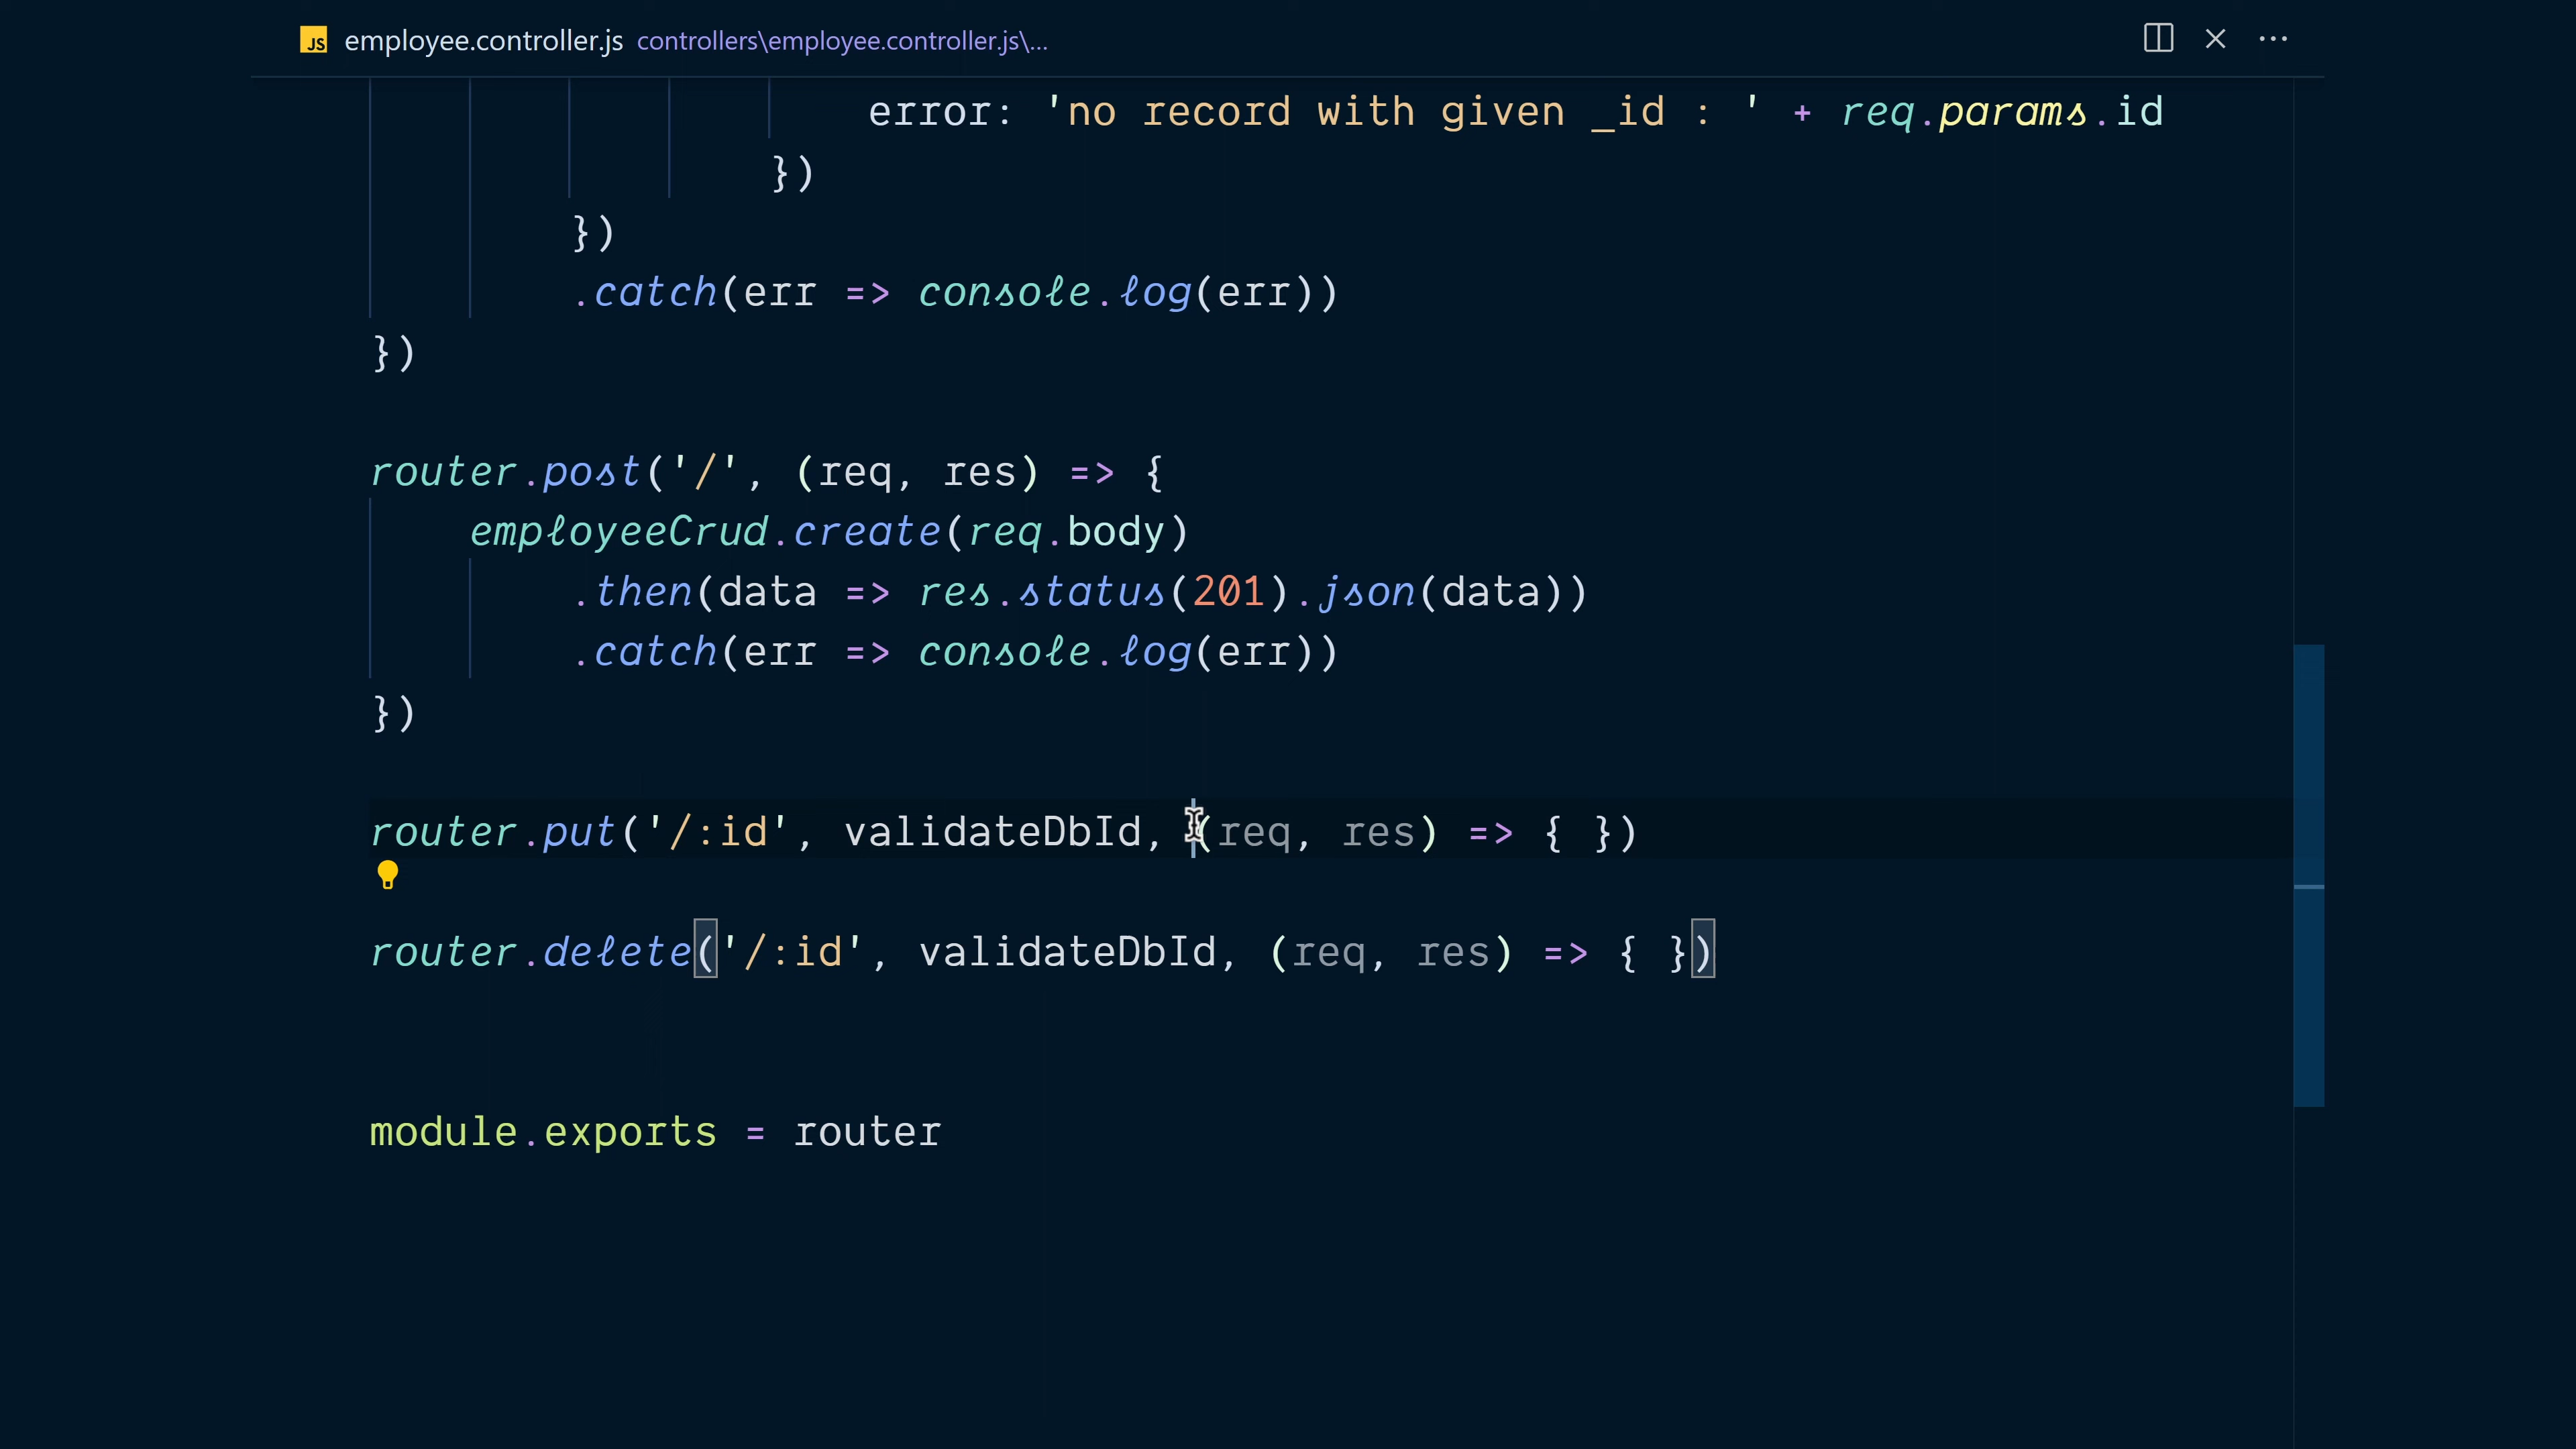 JS employee.controller.js controllers\employee.controller.js\...
error: 'no record with given _id : ' + req.params.id
})
})
.catch(err => console.log(err))
})
router.post('/', (req, res) => {
employeeCrud.create(req.body)
.then(data => res.status(201).json(data))
.catch(err => console.log(err))
})
router.put('/:id', validateDbId, (req, res) => { })
router.delete('/:id', validateDbId, (req, res) => { })
module.exports = router